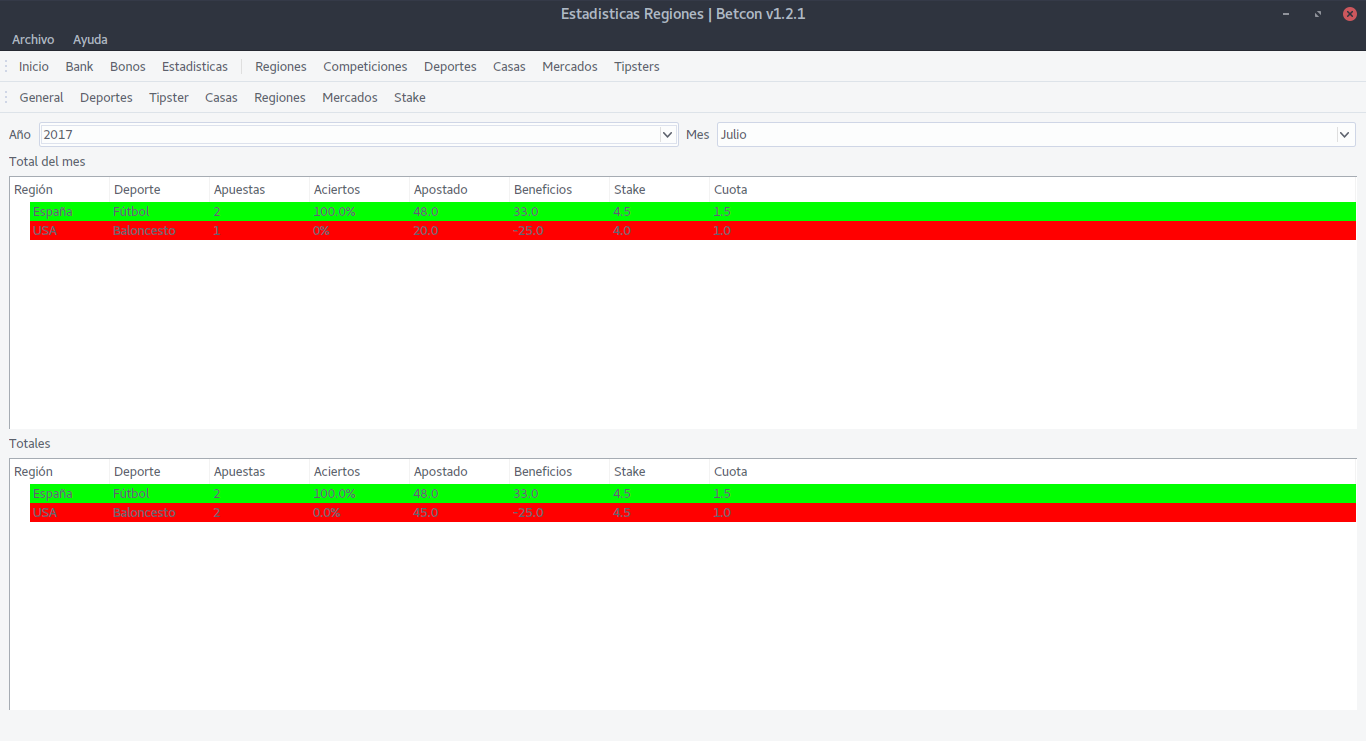 Estadisticas Regiones | Betcon v1.2.1
Archivo Ayuda
Inicio Bank Bonos Estadisticas Regiones Competiciones Deportes Casas Mercados Tipsters
General Deportes Tipster Casas Regiones Mercados Stake
Año 2017 Mes Julio
Total del mes
Región Deporte Apuestas Aciertos Apostado Beneficios Stake Cuota
España Fútbol 2 100.0% 48.0 33.0 4.5 1.5
USA Baloncesto 1 0% 20.0 -25.0 4.0 1.0
Totales
Región Deporte Apuestas Aciertos Apostado Beneficios Stake Cuota
España Fútbol 2 100.0% 48.0 33.0 4.5 1.5
USA Baloncesto 2 0.0% 45.0 -25.0 4.5 1.0